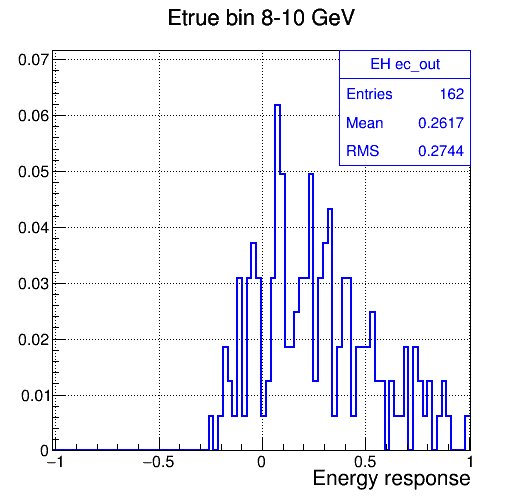 Etrue bin 8-10 GeV
EH ec_out
Entries 162
Mean 0.2617
RMS 0.2744
0.07
0.06
0.05
0.04
0.03
0.02
0.01
0
−1 −0.5 0 0.5 1
Energy response